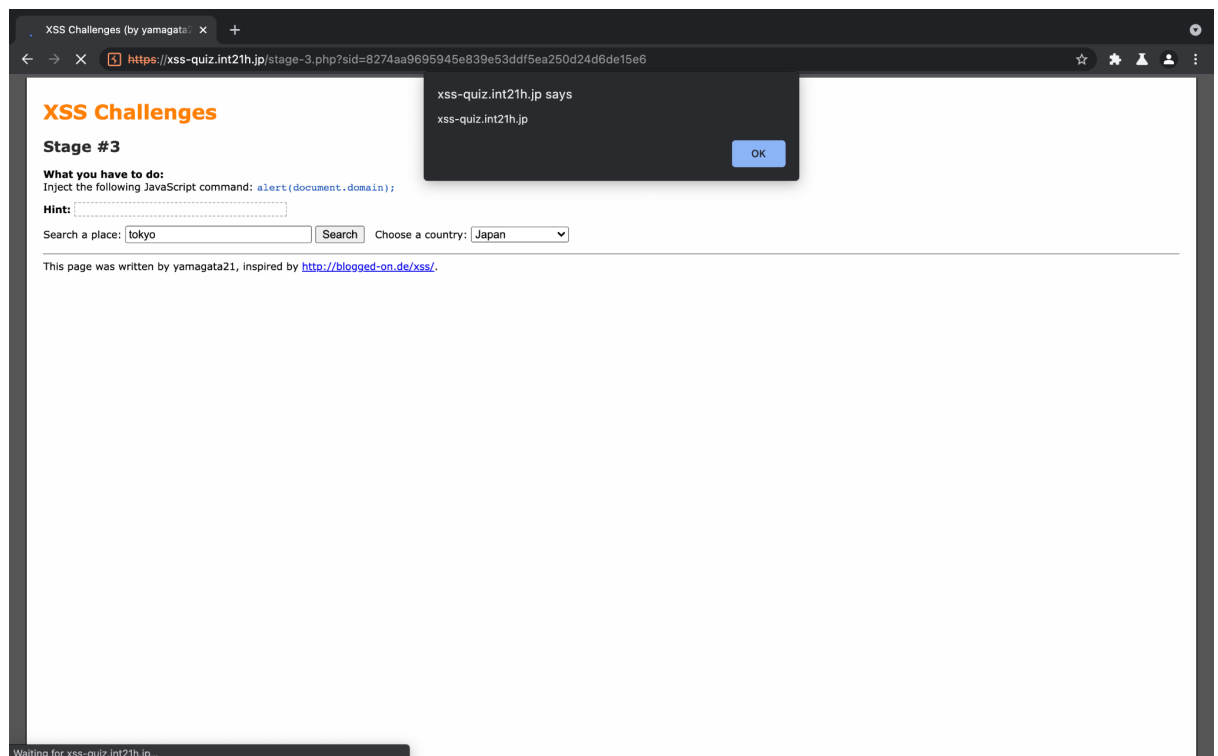 XSS Challenges (by yamagata2
https://xss-quiz.int21h.jp/stage-3.php?sid=8274aa9695945e839e53ddf5ea250d24d6de15e6
xss-quiz.int21h.jp says
xss-quiz.int21h.jp
OK
XSS Challenges
Stage #3
What you have to do:
Inject the following JavaScript command: alert(document.domain);
Hint:
Search a place: tokyo Search Choose a country: Japan
This page was written by yamagata21, inspired by http://blogged-on.de/xss/.
Waiting for xss-quiz.int21h.jp...